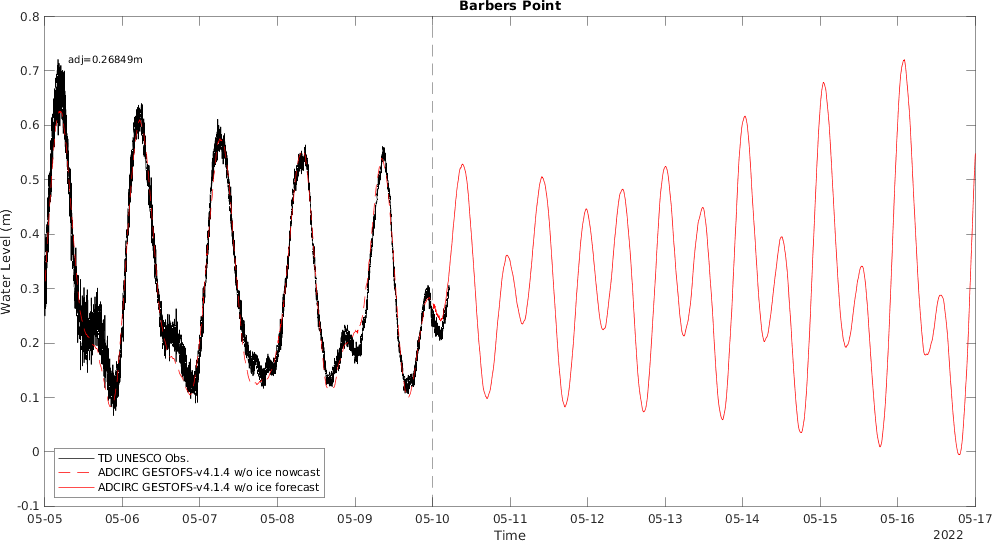 Barbers Point
adj=0.26849m
Water Level (m)
0.8
0.7
0.6
0.5
0.4
0.3
0.2
0.1
0
-0.1
TD UNESCO Obs.
ADCIRC GESTOFS-v4.1.4 w/o ice nowcast
ADCIRC GESTOFS-v4.1.4 w/o ice forecast
05-05 05-06 05-07 05-08 05-09 05-10 05-11 05-12 05-13 05-14 05-15 05-16 05-17
Time
2022